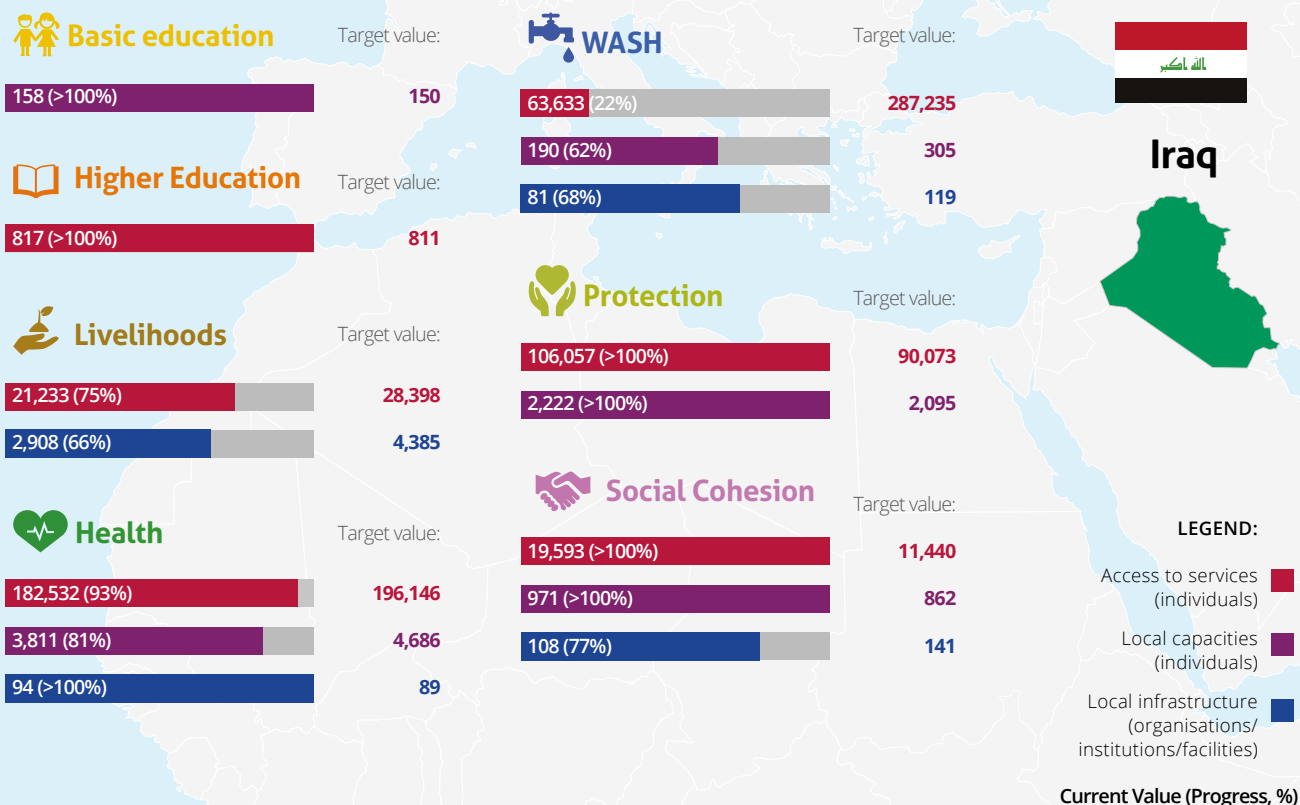 Basic education
Target value:
158 (>100%)
150
Higher Education
Target value:
817 (>100%)
811
Livelihoods
Target value:
21,233 (75%)
28,398
2,908 (66%)
4,385
Health
Target value:
182,532 (93%)
196,146
3,811 (81%)
4,686
94 (>100%)
89
WASH
Target value:
63,633 (22%)
287,235
190 (62%)
305
81 (68%)
119
Protection
Target value:
106,057 (>100%)
90,073
2,222 (>100%)
2,095
Social Cohesion
Target value:
19,593 (>100%)
11,440
971 (>100%)
862
108 (77%)
141
الله اكبر
Iraq
LEGEND:
Access to services
(individuals)
Local capacities
(individuals)
Local infrastructure
(organisations/
institutions/facilities)
Current Value (Progress, %)